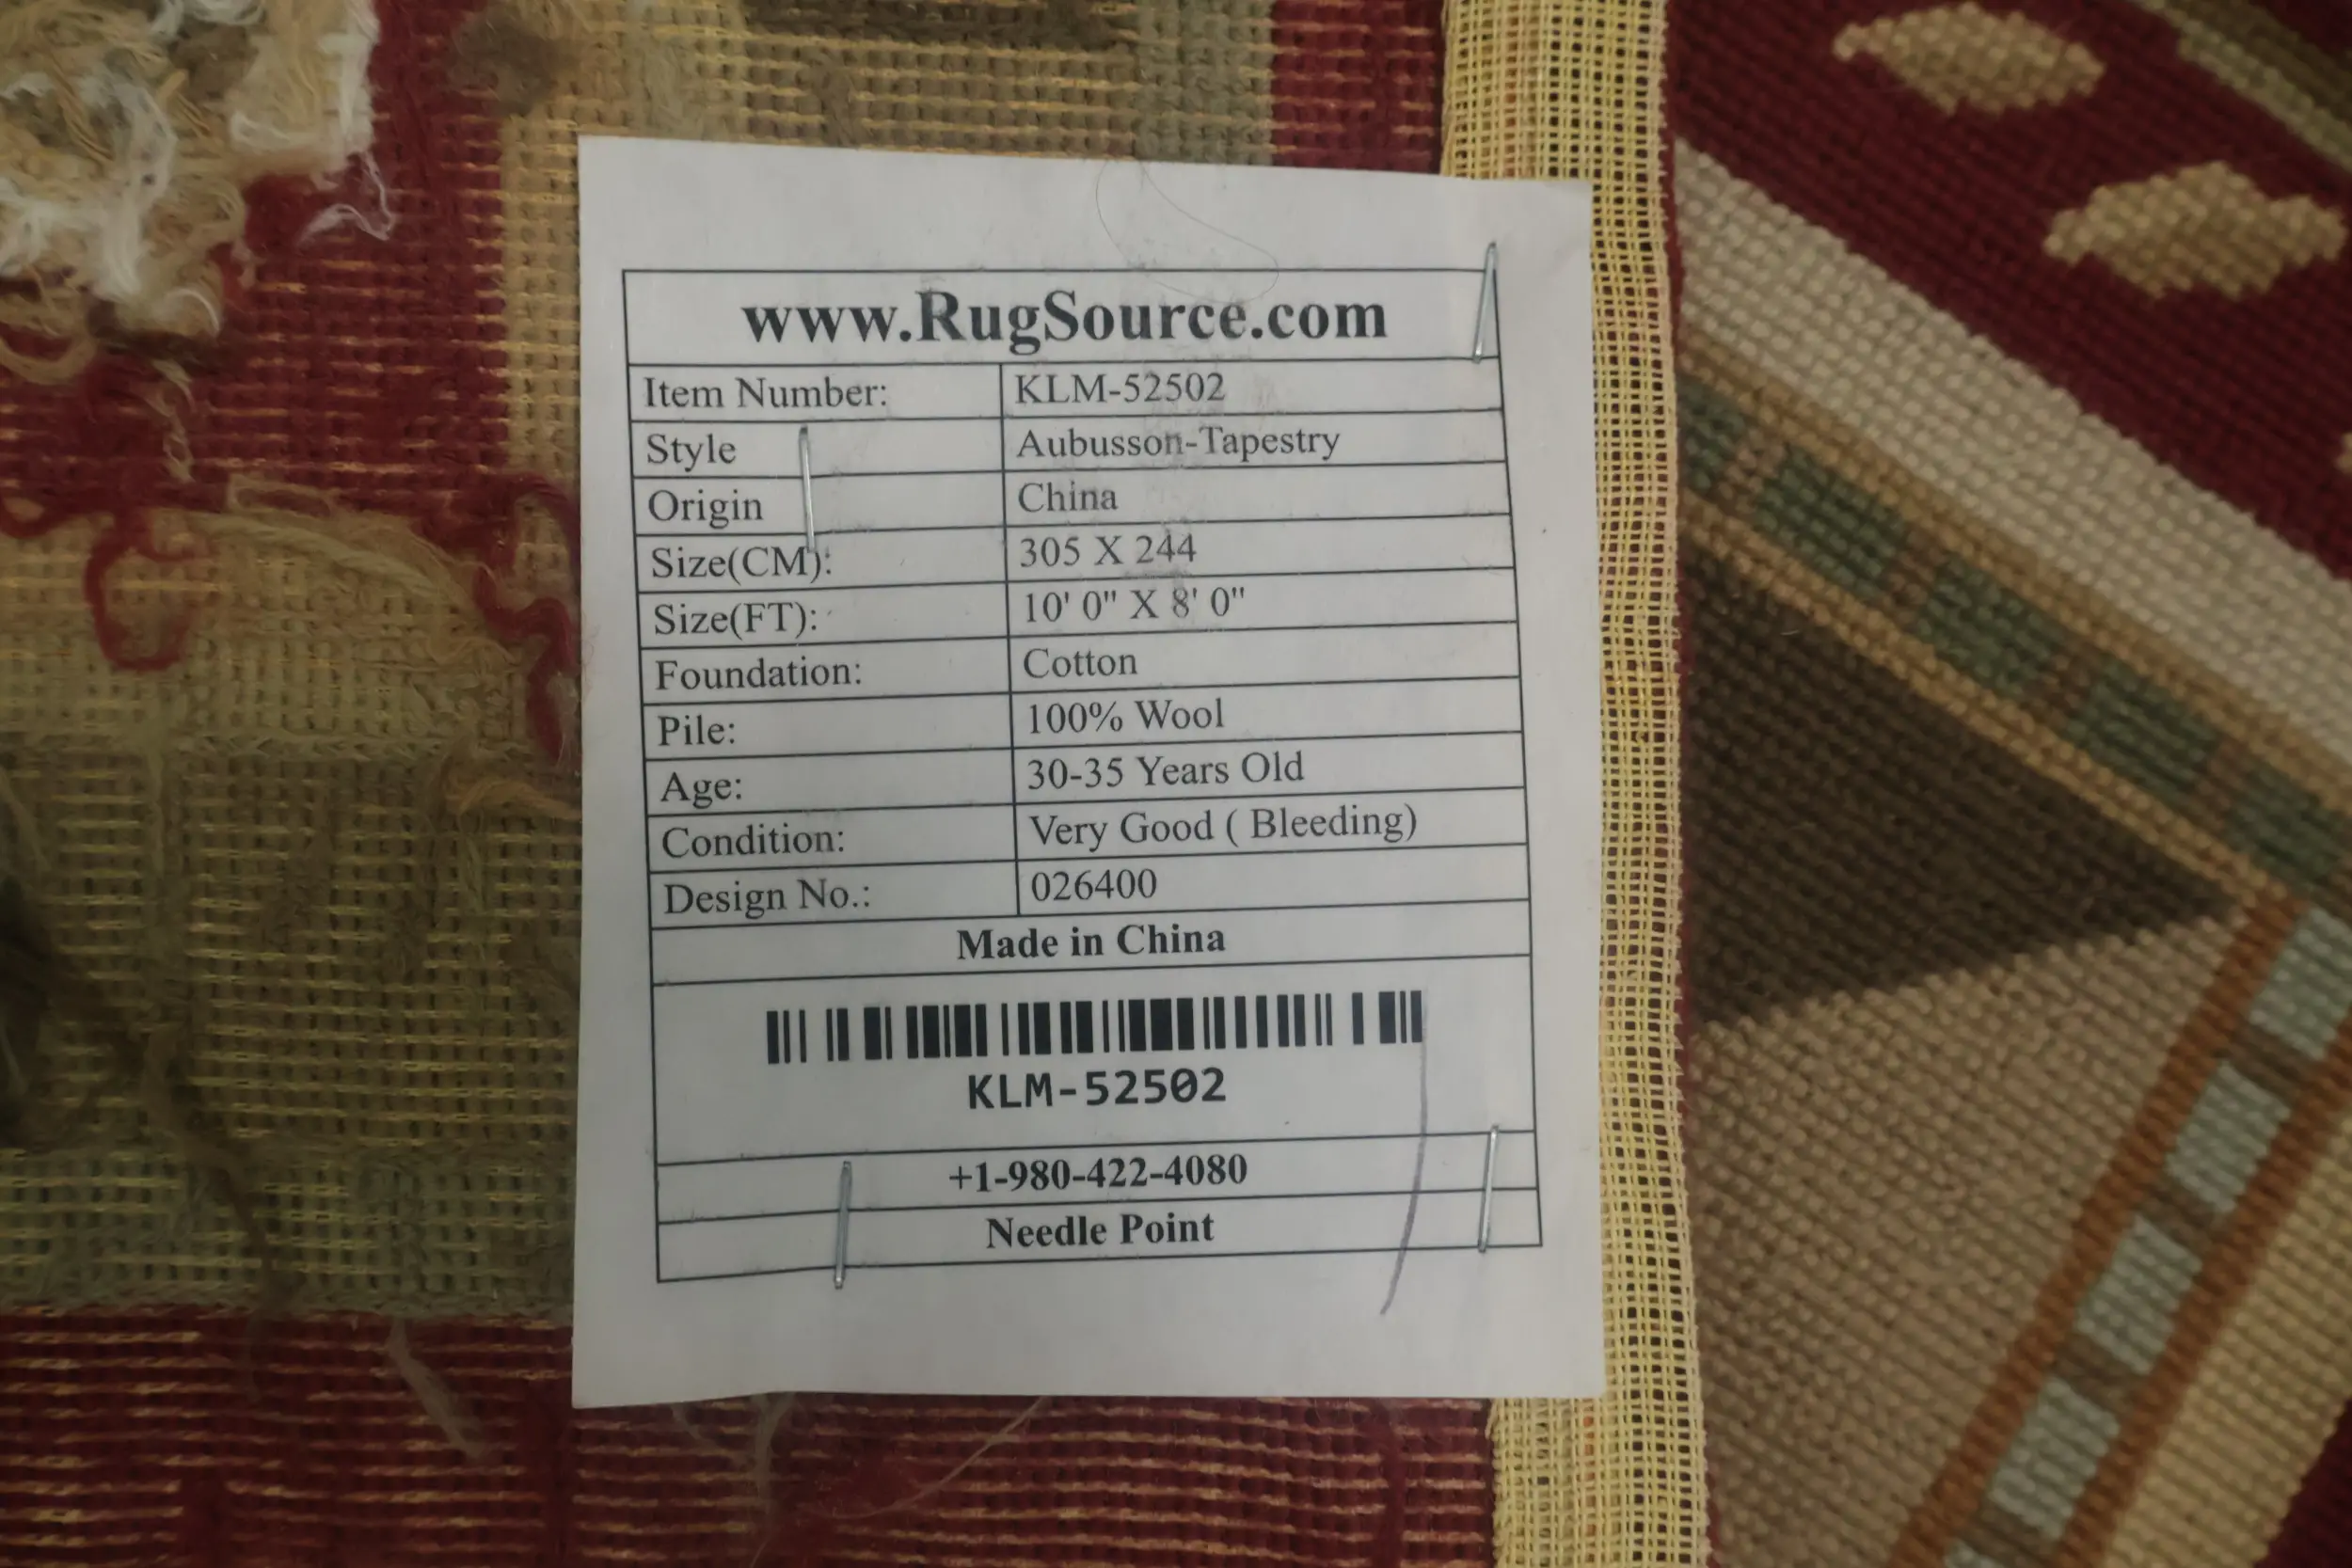 www.RugSource.com
Item Number: KLM-52502
Style Aubusson-Tapestry
Origin China
Size(CM): 305 X 244
Size(FT): 10' 0" X 8' 0"
Foundation: Cotton
Pile: 100% Wool
Age: 30-35 Years Old
Condition: Very Good ( Bleeding)
Design No.: 026400
Made in China
KLM-52502
+1-980-422-4080
Needle Point